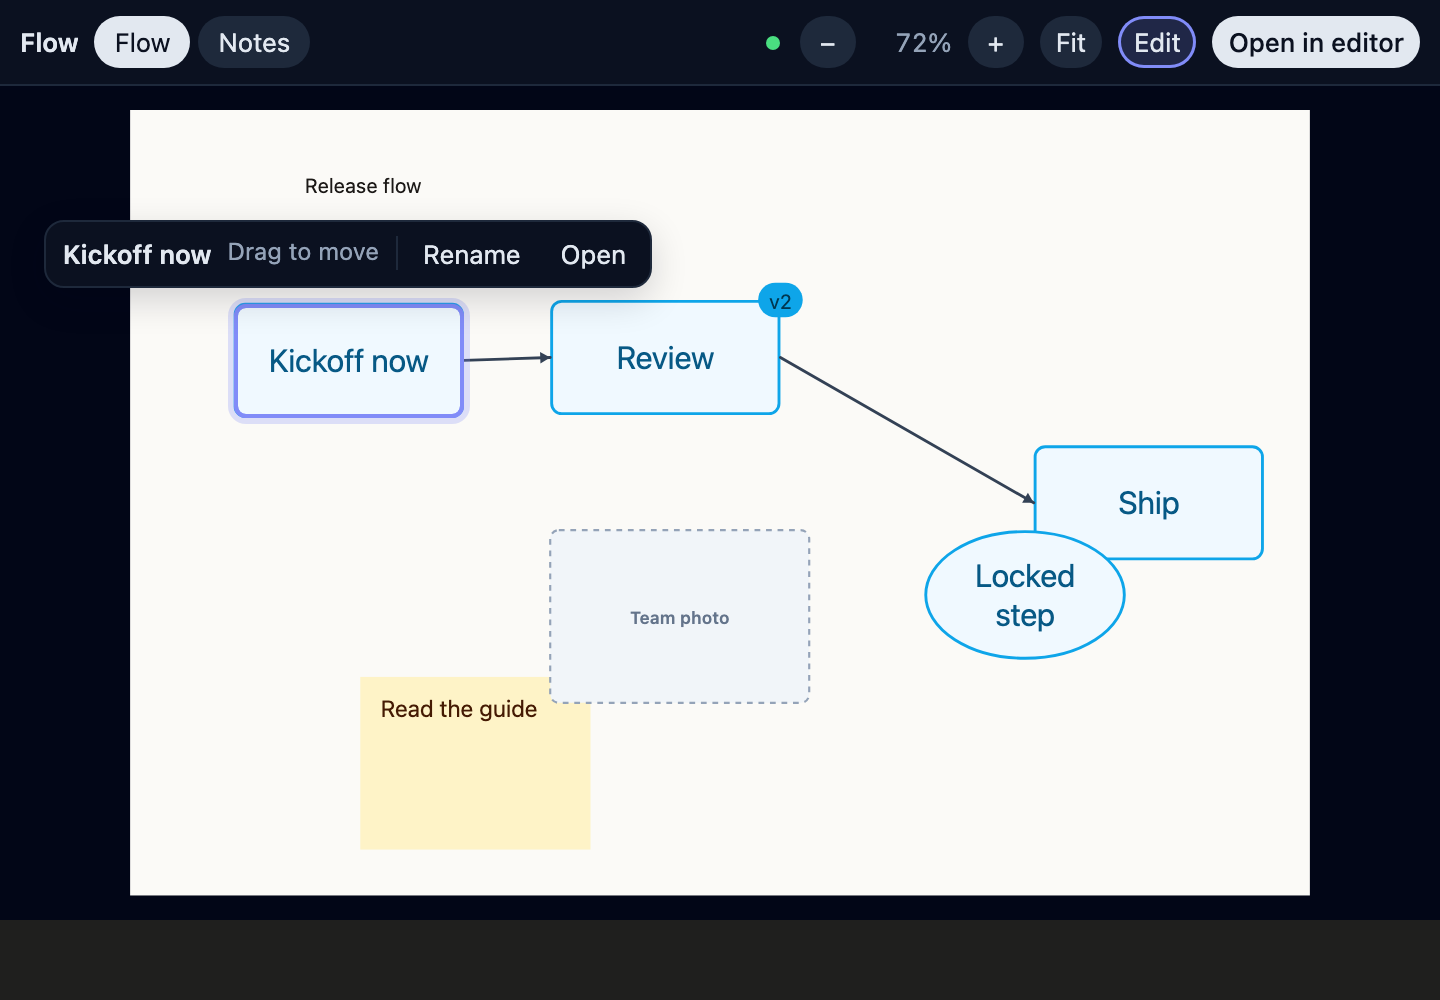 Flow Flow Notes − 72% + Fit Edit Open in editor
Release flow
Kickoff now Drag to move Rename Open
v2
Kickoff now
Review
Ship
Locked
step
Team photo
Read the guide